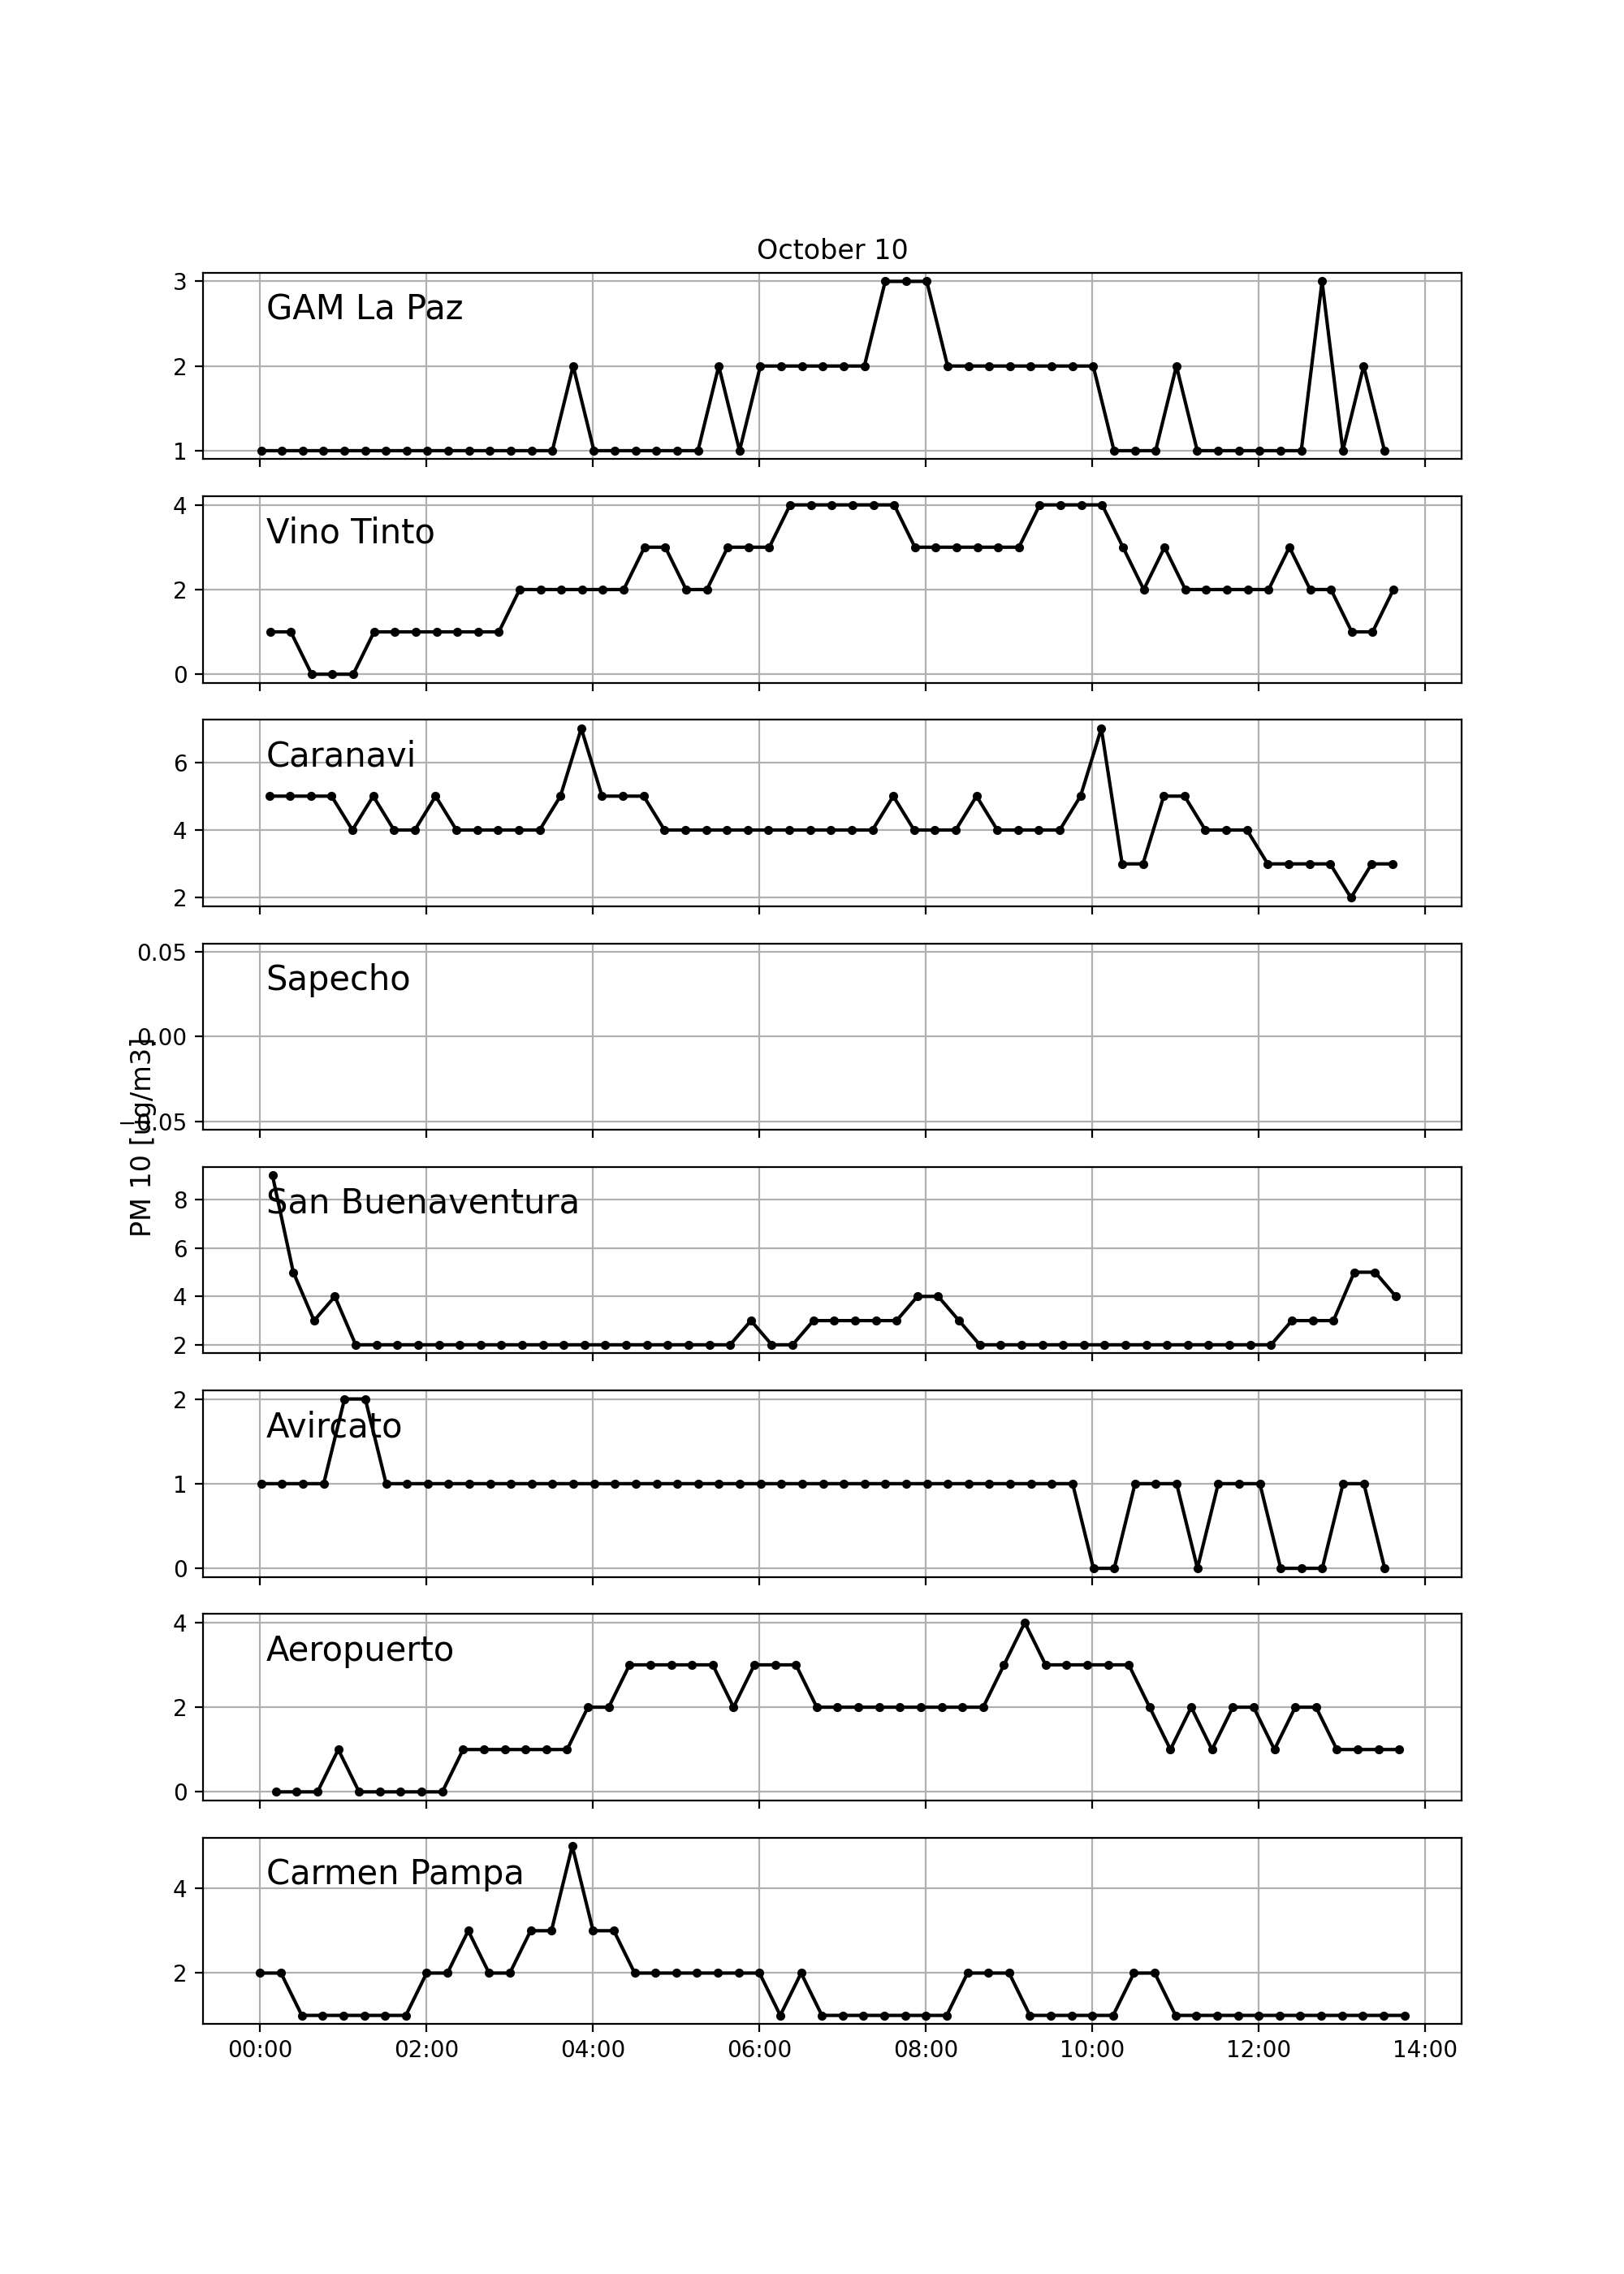 October 10
3
GAM La Paz
2
1
4
Vino Tinto
2
0
Caranavi
6
4
2
0.05
Sapecho
0.00
−0.05
PM 10 [ug/m3]
San Buenaventura
8
6
4
2
2
Avircato
1
0
4
Aeropuerto
2
0
Carmen Pampa
4
2
00:00 02:00 04:00 06:00 08:00 10:00 12:00 14:00